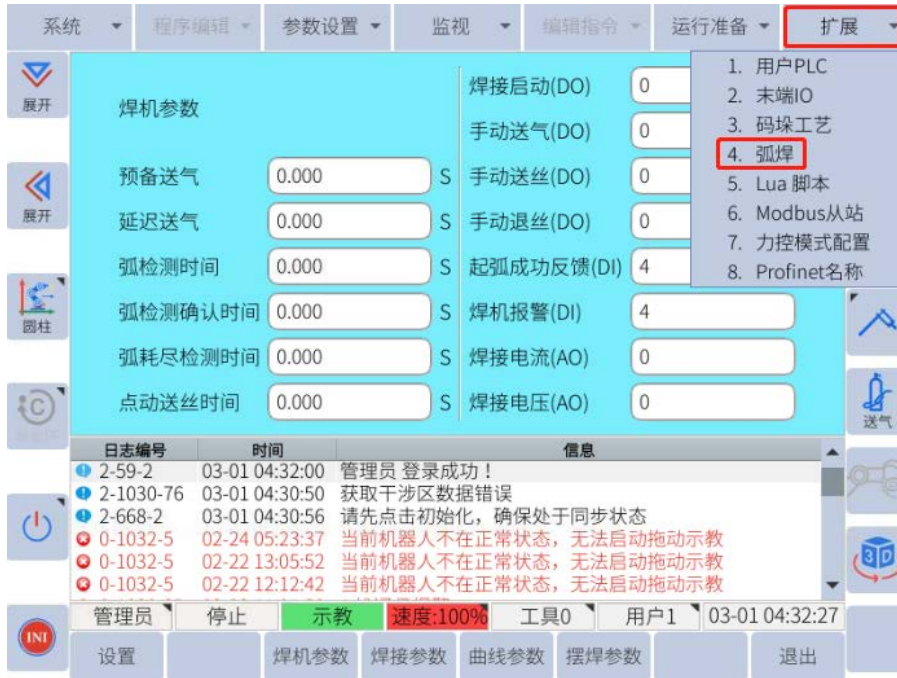 系统 程序编辑 参数设置 监视 编辑指令 运行准备 扩展
1. 用户PLC
2. 末端IO
3. 码垛工艺
4. 弧焊
5. Lua 脚本
6. Modbus从站
7. 力控模式配置
8. Profinet名称
展开
展开
圆柱
INI
焊机参数
预备送气 0.000 S
延迟送气 0.000 S
弧检测时间 0.000 S
弧检测确认时间 0.000 S
弧耗尽检测时间 0.000 S
点动送丝时间 0.000 S
焊接启动(DO) 0
手动送气(DO) 0
手动送丝(DO) 0
手动退丝(DO) 0
起弧成功反馈(DI) 4
焊机报警(DI) 4
焊接电流(AO) 0
焊接电压(AO) 0
送气
3D
日志编号 时间 信息
2-59-2 03-01 04:32:00 管理员 登录成功！
2-1030-76 03-01 04:30:50 获取干涉区数据错误
2-668-2 03-01 04:30:56 请先点击初始化，确保处于同步状态
0-1032-5 02-24 05:23:37 当前机器人不在正常状态，无法启动拖动示教
0-1032-5 02-22 13:05:52 当前机器人不在正常状态，无法启动拖动示教
0-1032-5 02-22 12:12:42 当前机器人不在正常状态，无法启动拖动示教
管理员 停止 示教 速度:100% 工具0 用户1 03-01 04:32:27
设置 焊机参数 焊接参数 曲线参数 摆焊参数 退出